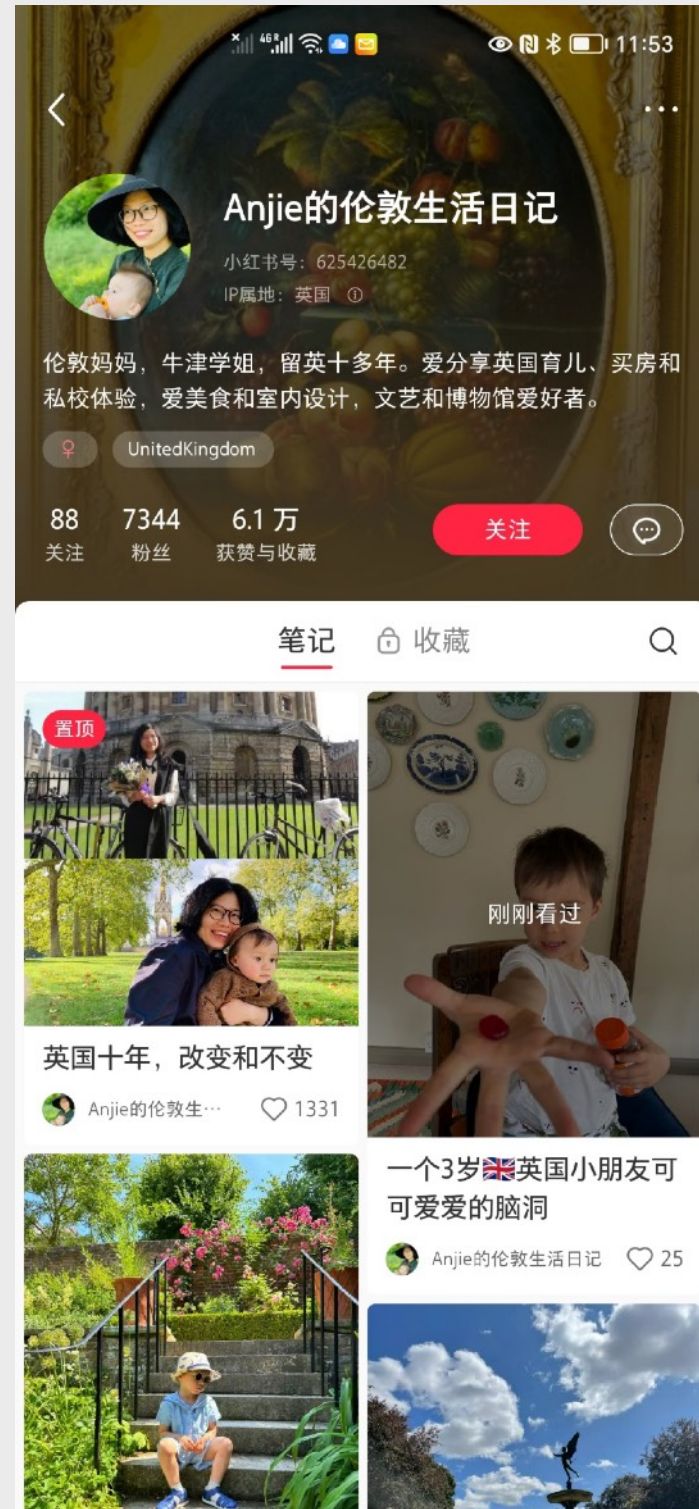 4G R
11:53
Anjie的伦敦生活日记
小红书号：625426482
IP属地：英国
伦敦妈妈，牛津学姐，留英十多年。爱分享英国育儿、买房和
私校体验，爱美食和室内设计，文艺和博物馆爱好者。
♀ UnitedKingdom
88 7344 6.1 万
关注 粉丝 获赞与收藏
关注
笔记 收藏
置顶
英国十年，改变和不变
Anjie的伦敦生… 1331
刚刚看过
一个3岁🇬🇧英国小朋友可
可爱爱的脑洞
Anjie的伦敦生活日记 25